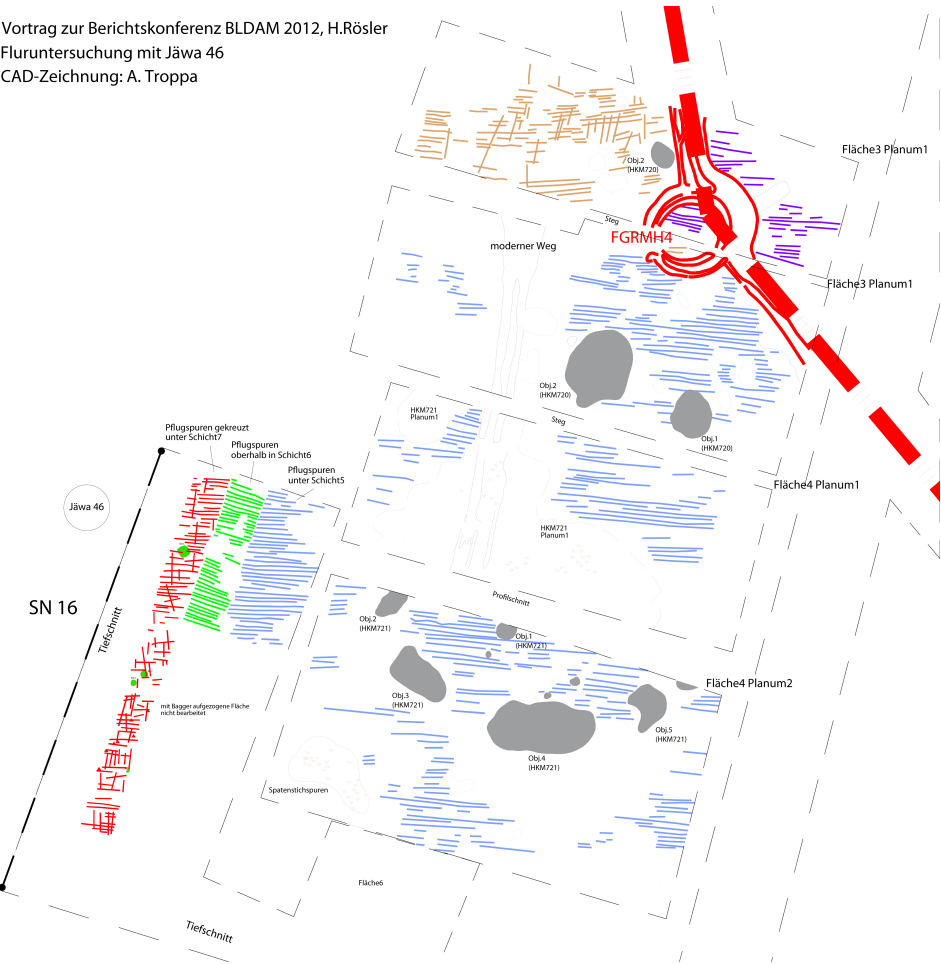 Vortrag zur Berichtskonferenz BLDAM 2012, H.Rösler
Fluruntersuchung mit Jäwa 46
CAD-Zeichnung: A. Troppa
Fläche3 Planum1
Obj.2
(HKM720)
Steg
FGRMH4
moderner Weg
Fläche3 Planum1
Obj.2
(HKM720)
HKM721
Planum1
Steg
Obj.1
(HKM720)
Pflugspuren gekreuzt
unter Schicht7
Pflugspuren
oberhalb in Schicht6
Pflugspuren
unter Schicht5
Fläche4 Planum1
Jäwa 46
HKM721
Planum1
SN 16
Tiefschnitt
Profilschnitt
Obj.2
(HKM721)
Obj.1
(HKM721)
Fläche4 Planum2
Obj.3
(HKM721)
mit Bagger aufgezogene Fläche
nicht bearbeitet
Obj.5
(HKM721)
Obj.4
(HKM721)
Spatenstichspuren
Fläche6
Tiefschnitt